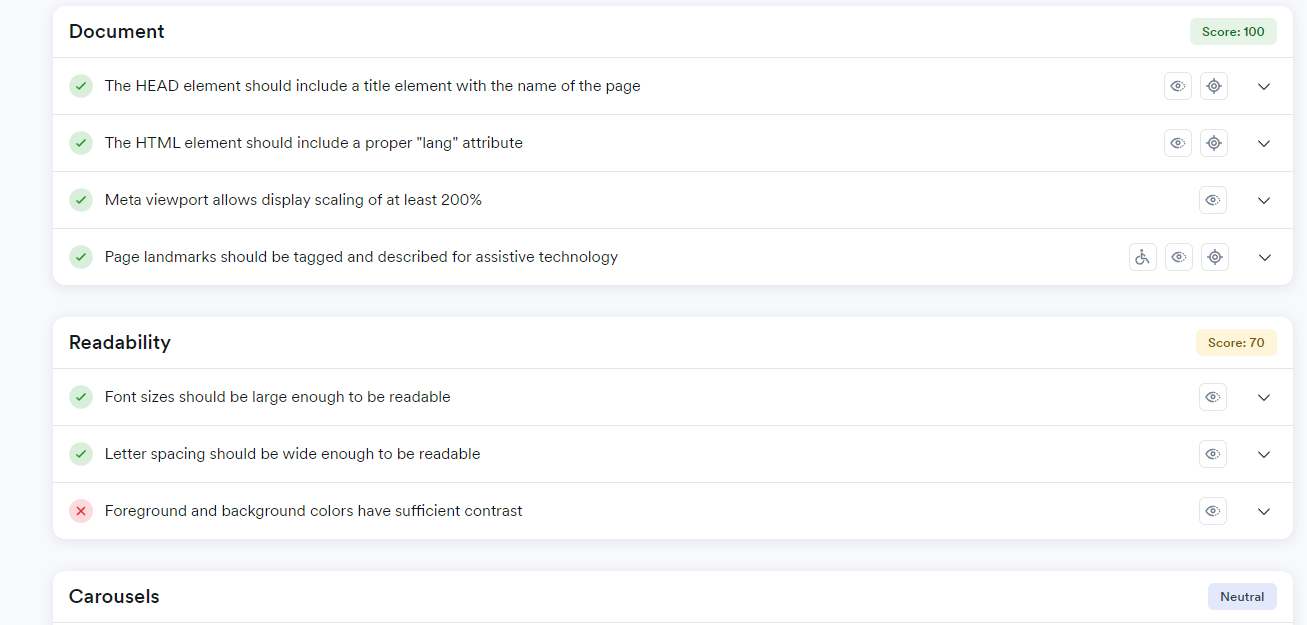 Document
Score: 100
The HEAD element should include a title element with the name of the page
The HTML element should include a proper "lang" attribute
Meta viewport allows display scaling of at least 200%
Page landmarks should be tagged and described for assistive technology
Readability
Score: 70
Font sizes should be large enough to be readable
Letter spacing should be wide enough to be readable
Foreground and background colors have sufficient contrast
Carousels
Neutral